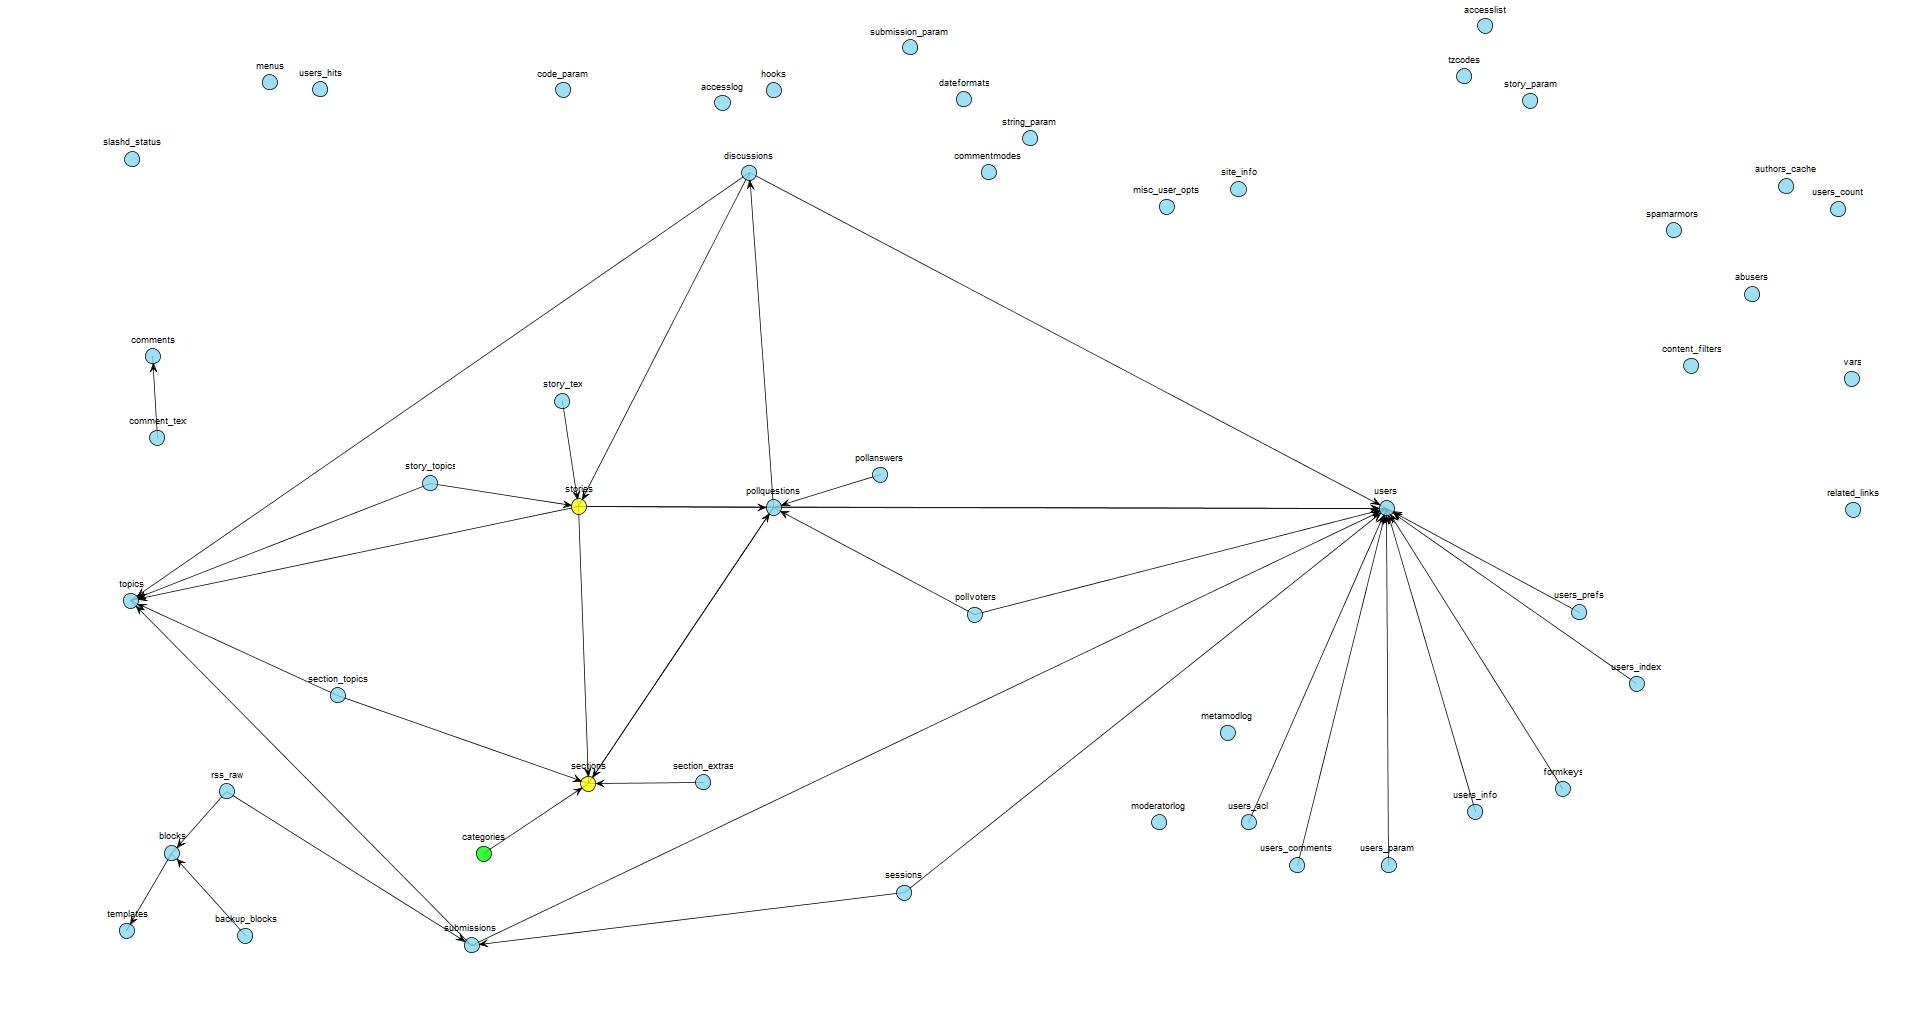 accesslist
submission_param
tzcodes
menus
users_hits
code_param
hooks
accesslog
dateformats
story_param
string_param
slashd_status
discussions
commentmodes
site_info
misc_user_opts
authors_cache
users_count
spamarmors
abusers
comments
content_filters
vars
story_tex
comment_tex
story_topics
pollanswers
stories
pollquestions
users
related_links
topics
pollvoters
users_prefs
users_index
section_topics
metamodlog
sections
section_extras
rss_raw
formkeys
users_info
moderatorlog
users_acl
blocks
categories
users_comments
users_param
sessions
templates
backup_blocks
submissions